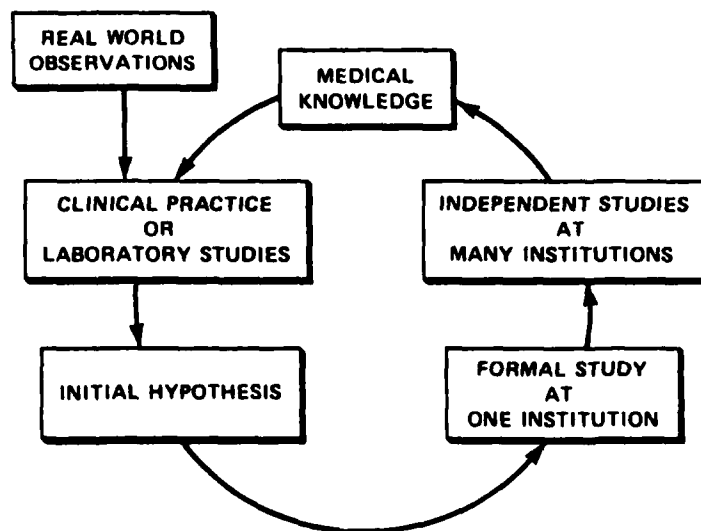 REAL WORLD
OBSERVATIONS
MEDICAL
KNOWLEDGE
CLINICAL PRACTICE
OR
LABORATORY STUDIES
INDEPENDENT STUDIES
AT
MANY INSTITUTIONS
INITIAL HYPOTHESIS
FORMAL STUDY
AT
ONE INSTITUTION